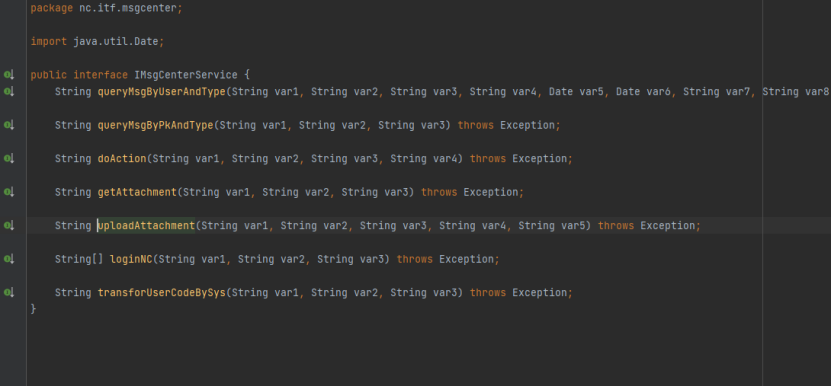 package nc.itf.msgcenter;
import java.util.Date;
public interface IMsgCenterService {
String queryMsgByUserAndType(String var1, String var2, String var3, String var4, Date var5, Date var6, String var7, String var8
String queryMsgByPkAndType(String var1, String var2, String var3) throws Exception;
String doAction(String var1, String var2, String var3, String var4) throws Exception;
String getAttachment(String var1, String var2, String var3) throws Exception;
String uploadAttachment(String var1, String var2, String var3, String var4, String var5) throws Exception;
String[] loginNC(String var1, String var2, String var3) throws Exception;
String transforUserCodeBySys(String var1, String var2, String var3) throws Exception;
}